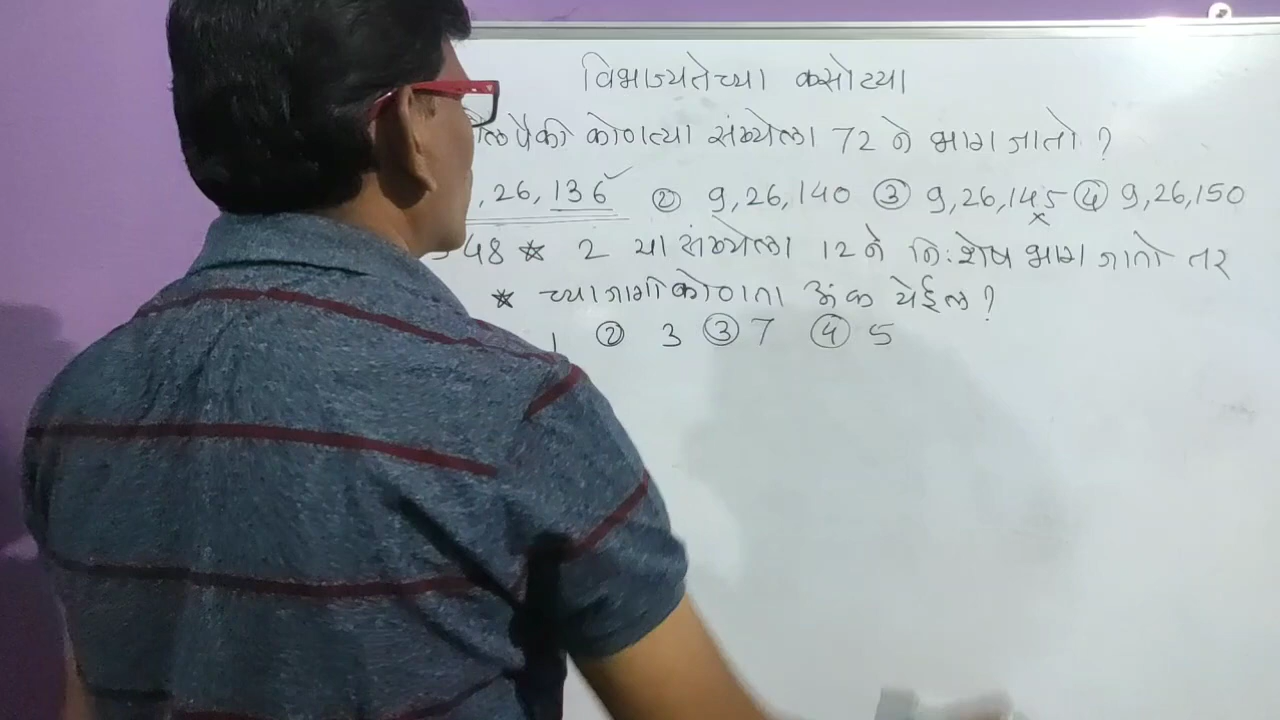 विभाज्यतेच्या कसोट्या
पैकी कोणत्या संख्येला 72 ने भाग जातो ?
, 26, 136 ✓ ② 9,26,140 ③ 9,26,145 × ④ 9,26,150
48 * 2 या संख्येला 12 ने नि:शेष भाग जातो तर
* च्या जागी कोणता अंक येईल ?
1 ② 3 ③ 7 ④ 5